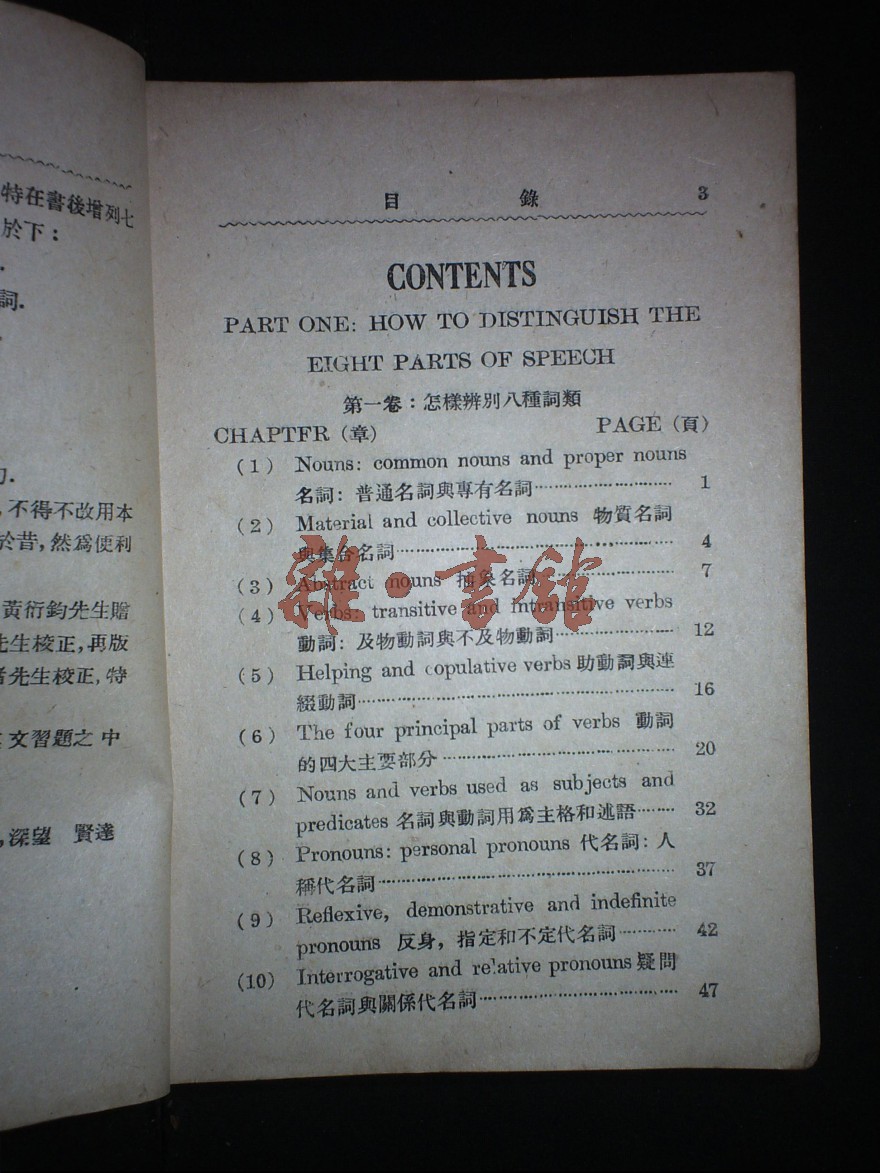 特在書後增列七
於下：
詞.
，不得不改用本
於昔，然爲便利
黃衍鈞先生贈
先生校正，再版
先生校正，特
文習題之中
，深望　賢達
目　錄　3
CONTENTS
PART ONE: HOW TO DISTINGUISH THE
EIGHT PARTS OF SPEECH
第一卷：怎樣辨別八種詞類
CHAPTFR (章)　PAGE (頁)
(1) Nouns: common nouns and proper nouns
名詞：普通名詞與專有名詞……………………… 1
(2) Material and collective nouns 物質名詞
與集合名詞……………………… 4
(3) Abstract nouns 抽象名詞……………………… 7
(4) Verbs: transitive and intransitive verbs
動詞：及物動詞與不及物動詞……………………… 12
(5) Helping and copulative verbs 助動詞與連
綴動詞……………………… 16
(6) The four principal parts of verbs 動詞
的四大主要部分……………………… 20
(7) Nouns and verbs used as subjects and
predicates 名詞與動詞用爲主格和述語……… 32
(8) Pronouns: personal pronouns 代名詞：人
稱代名詞……………………… 37
(9) Reflexive, demonstrative and indefinite
pronouns 反身，指定和不定代名詞………… 42
(10) Interrogative and relative pronouns 疑問
代名詞與關係代名詞……………………… 47
雜·書館